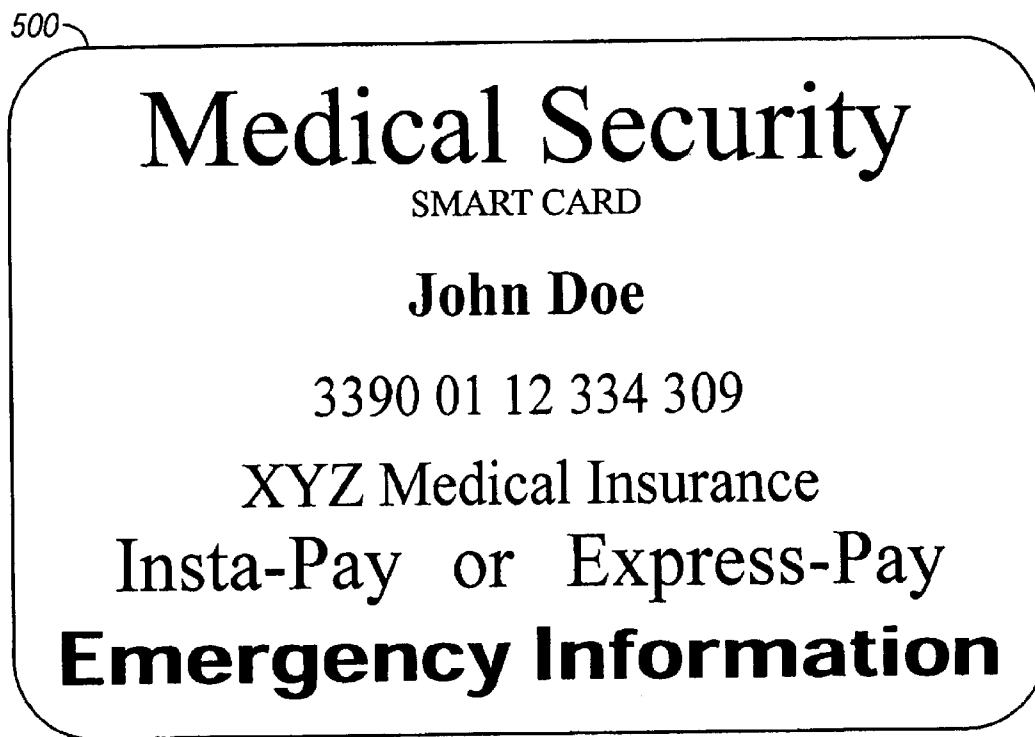 500
Medical Security
SMART CARD
John Doe
3390 01 12 334 309
XYZ Medical Insurance
Insta-Pay or Express-Pay
Emergency Information